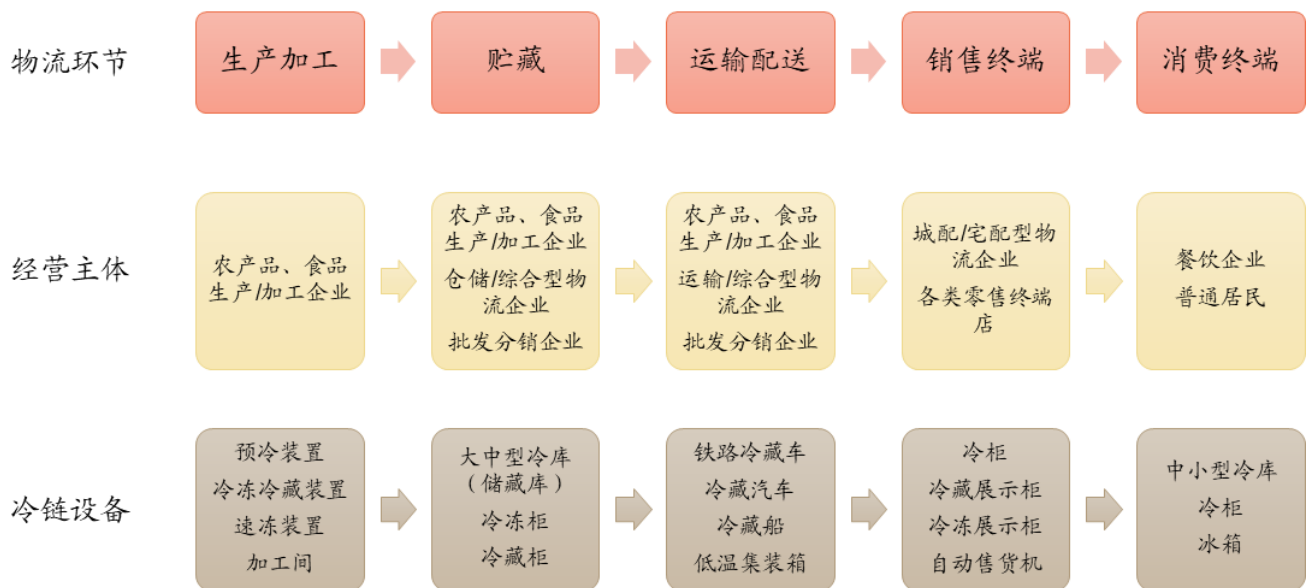 物流环节
生产加工
贮藏
运输配送
销售终端
消费终端
经营主体
农产品、食品
生产/加工企业
农产品、食品
生产/加工企业
仓储/综合型物
流企业
批发分销企业
农产品、食品
生产/加工企业
运输/综合型物
流企业
批发分销企业
城配/宅配型物
流企业
各类零售终端
店
餐饮企业
普通居民
冷链设备
预冷装置
冷冻冷藏装置
速冻装置
加工间
大中型冷库
（储藏库）
冷冻柜
冷藏柜
铁路冷藏车
冷藏汽车
冷藏船
低温集装箱
冷柜
冷藏展示柜
冷冻展示柜
自动售货机
中小型冷库
冷柜
冰箱